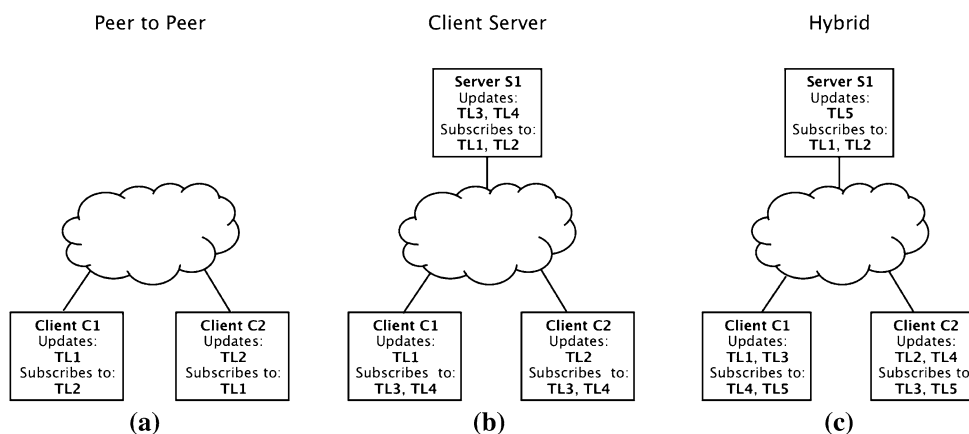 Peer to Peer
Client Server
Hybrid
Server S1
Updates:
TL3, TL4
Subscribes to:
TL1, TL2
Server S1
Updates:
TL5
Subscribes to:
TL1, TL2
Client C1
Updates:
TL1
Subscribes to:
TL2
Client C2
Updates:
TL2
Subscribes to:
TL1
Client C1
Updates:
TL1
Subscribes to:
TL3, TL4
Client C2
Updates:
TL2
Subscribes to:
TL3, TL4
Client C1
Updates:
TL1, TL3
Subscribes to:
TL4, TL5
Client C2
Updates:
TL2, TL4
Subscribes to:
TL3, TL5
(a)
(b)
(c)